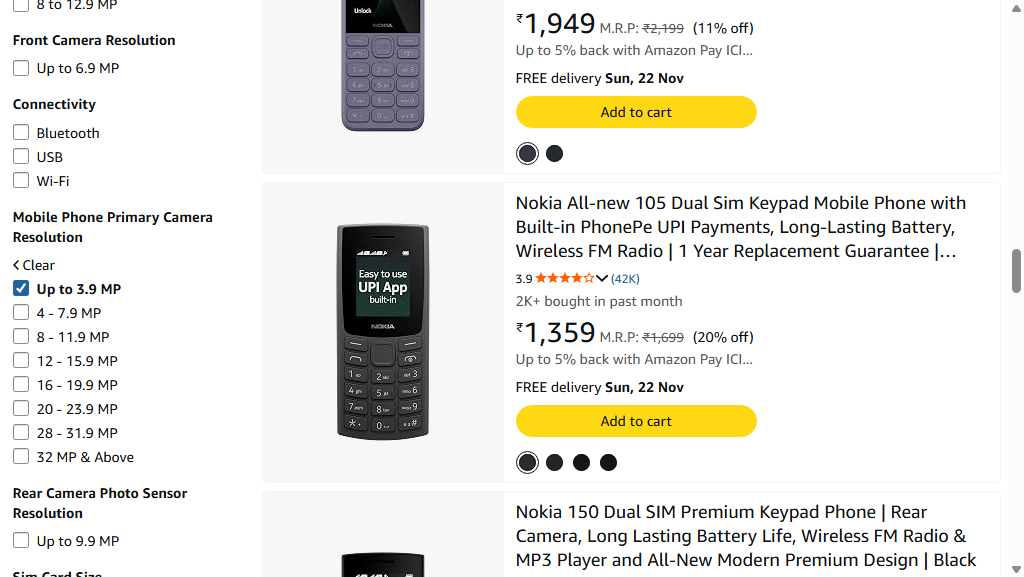 8 to 12.9 MP
Front Camera Resolution
Up to 6.9 MP
Connectivity
Bluetooth
USB
Wi-Fi
Mobile Phone Primary Camera
Resolution
Clear
Up to 3.9 MP
4 - 7.9 MP
8 - 11.9 MP
12 - 15.9 MP
16 - 19.9 MP
20 - 23.9 MP
28 - 31.9 MP
32 MP & Above
Rear Camera Photo Sensor
Resolution
Up to 9.9 MP
Sim Card Size
Unlock
NOKIA
₹1,949 M.R.P: ₹2,199 (11% off)
Up to 5% back with Amazon Pay ICI…
FREE delivery Sun, 22 Nov
Add to cart
Easy to use
UPI App
built-in
NOKIA
Nokia All-new 105 Dual Sim Keypad Mobile Phone with
Built-in PhonePe UPI Payments, Long-Lasting Battery,
Wireless FM Radio | 1 Year Replacement Guarantee |…
3.9 (42K)
2K+ bought in past month
₹1,359 M.R.P: ₹1,699 (20% off)
Up to 5% back with Amazon Pay ICI…
FREE delivery Sun, 22 Nov
Add to cart
Nokia 150 Dual SIM Premium Keypad Phone | Rear
Camera, Long Lasting Battery Life, Wireless FM Radio &
MP3 Player and All-New Modern Premium Design | Black